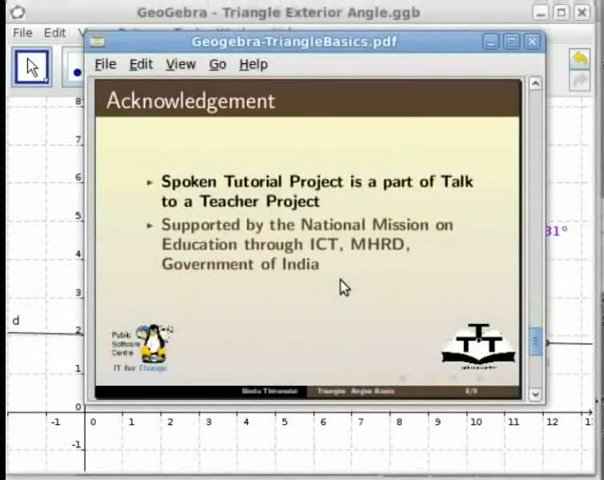 GeoGebra - Triangle Exterior Angle.ggb
File Edit
Geogebra-TriangleBasics.pdf
File Edit View Go Help
Acknowledgement
Spoken Tutorial Project is a part of Talk
to a Teacher Project
Supported by the National Mission on
Education through ICT, MHRD,
Government of India
Public
Software
Centre
IT for Change
8
7
6
5
4
3
2
1
0
-1
d
31°
-1 0 1 2 3 4 5 6 7 8 9 10 11 12